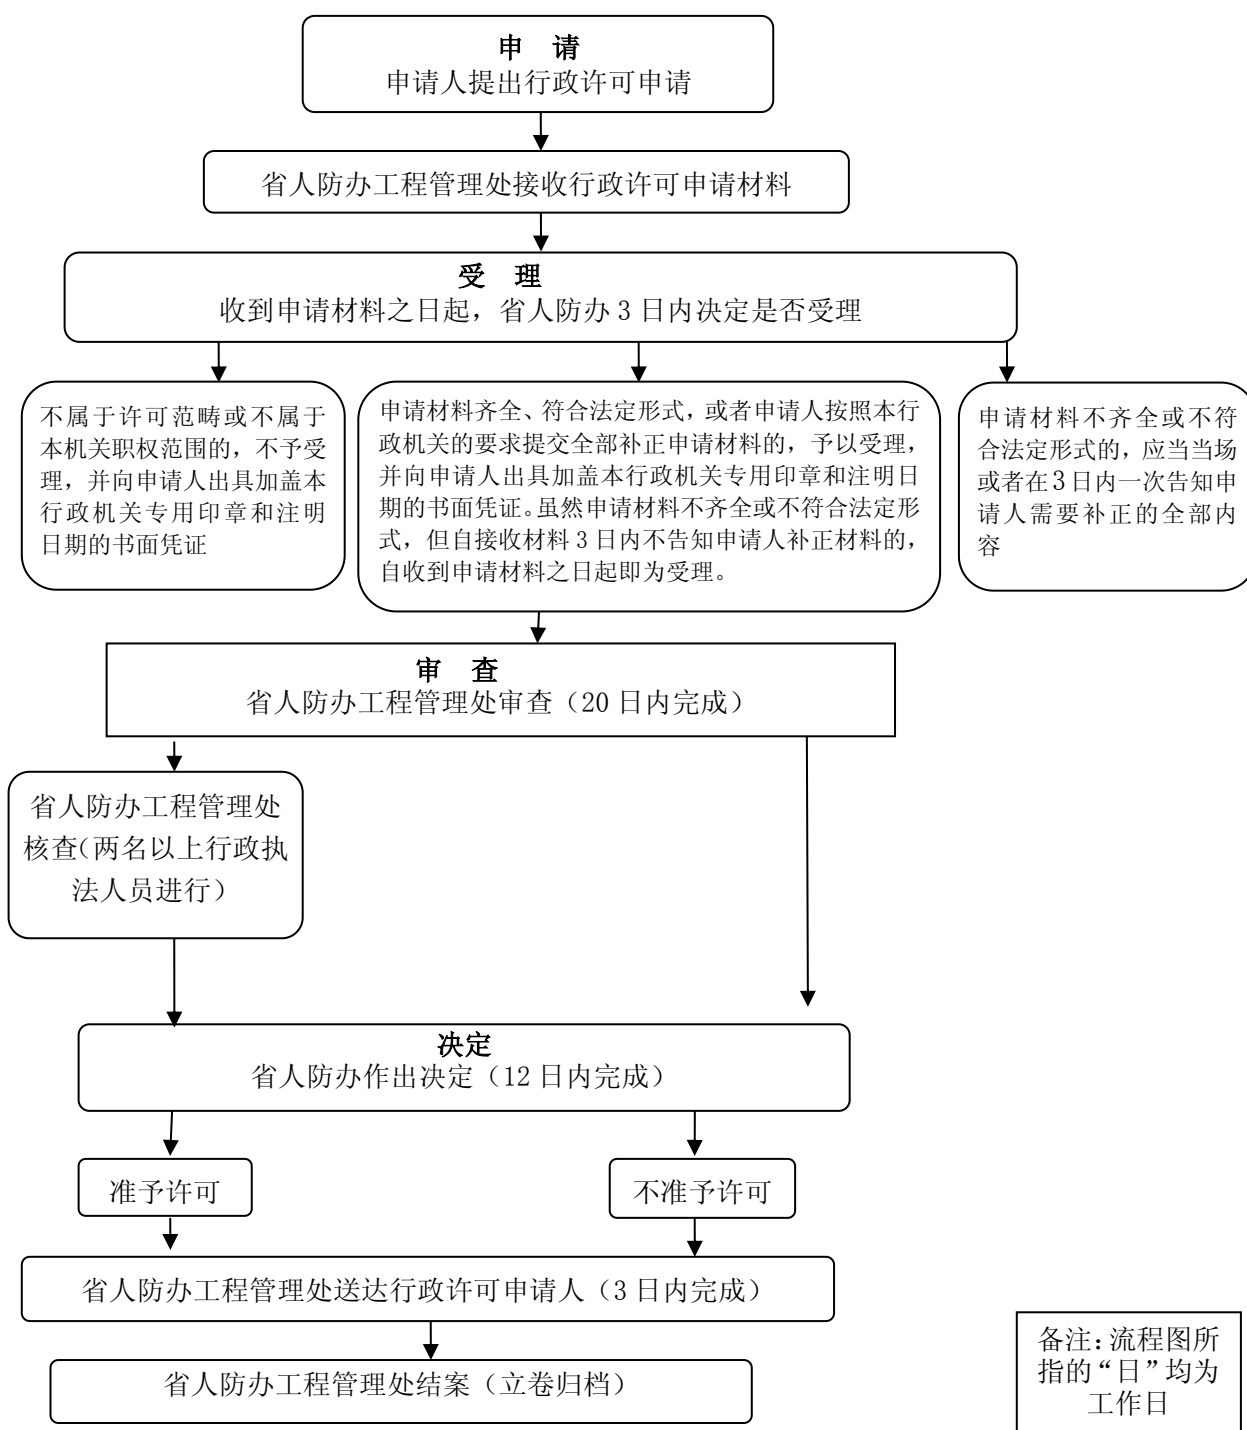 申 请
申请人提出行政许可申请
省人防办工程管理处接收行政许可申请材料
受 理
收到申请材料之日起，省人防办 3 日内决定是否受理
不属于许可范畴或不属于
本机关职权范围的，不予受
理，并向申请人出具加盖本
行政机关专用印章和注明
日期的书面凭证
申请材料齐全、符合法定形式，或者申请人按照本行
政机关的要求提交全部补正申请材料的，予以受理，
并向申请人出具加盖本行政机关专用印章和注明日
期的书面凭证。虽然申请材料不齐全或不符合法定形
式，但自接收材料 3 日内不告知申请人补正材料的，
自收到申请材料之日起即为受理。
申请材料不齐全或不符
合法定形式的，应当当场
或者在 3 日内一次告知申
请人需要补正的全部内
容
审 查
省人防办工程管理处审查（20 日内完成）
省人防办工程管理处
核查（两名以上行政执
法人员进行）
决定
省人防办作出决定（12 日内完成）
准予许可
不准予许可
省人防办工程管理处送达行政许可申请人（3 日内完成）
省人防办工程管理处结案（立卷归档）
备注：流程图所
指的“日”均为
工作日